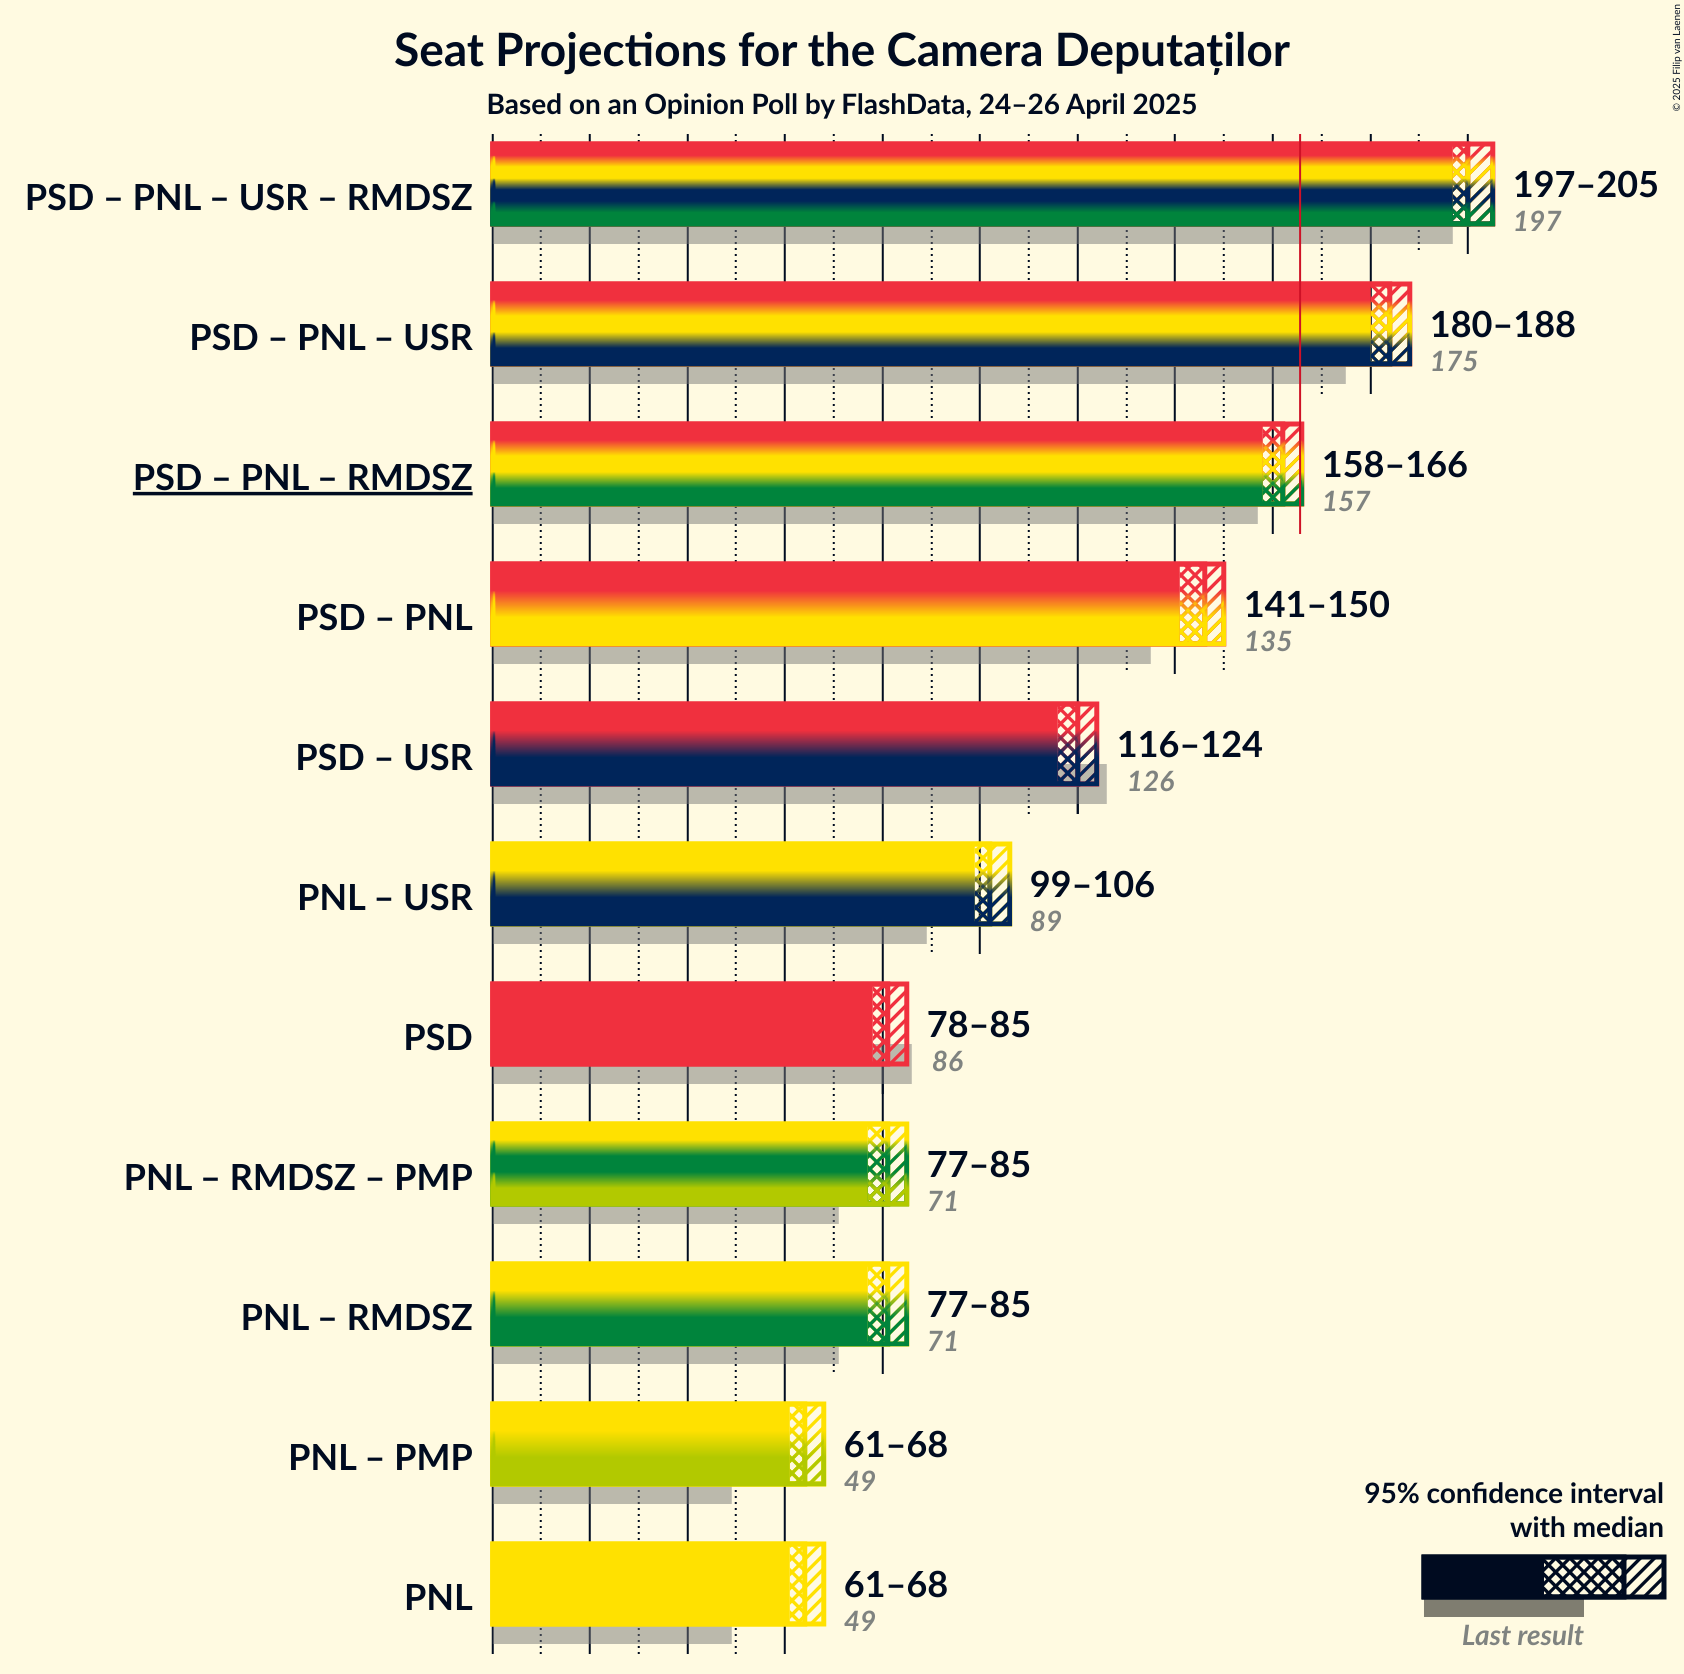 Seat Projections for the Camera Deputaților
Based on an Opinion Poll by FlashData, 24–26 April 2025
© 2025 Filip van Laenen
PSD – PNL – USR – RMDSZ
197–205
197
PSD – PNL – USR
180–188
175
PSD – PNL – RMDSZ
158–166
157
PSD – PNL
141–150
135
PSD – USR
116–124
126
PNL – USR
99–106
89
PSD
78–85
86
PNL – RMDSZ – PMP
77–85
71
PNL – RMDSZ
77–85
71
PNL – PMP
61–68
49
PNL
61–68
49
95% confidence interval
with median
Last result